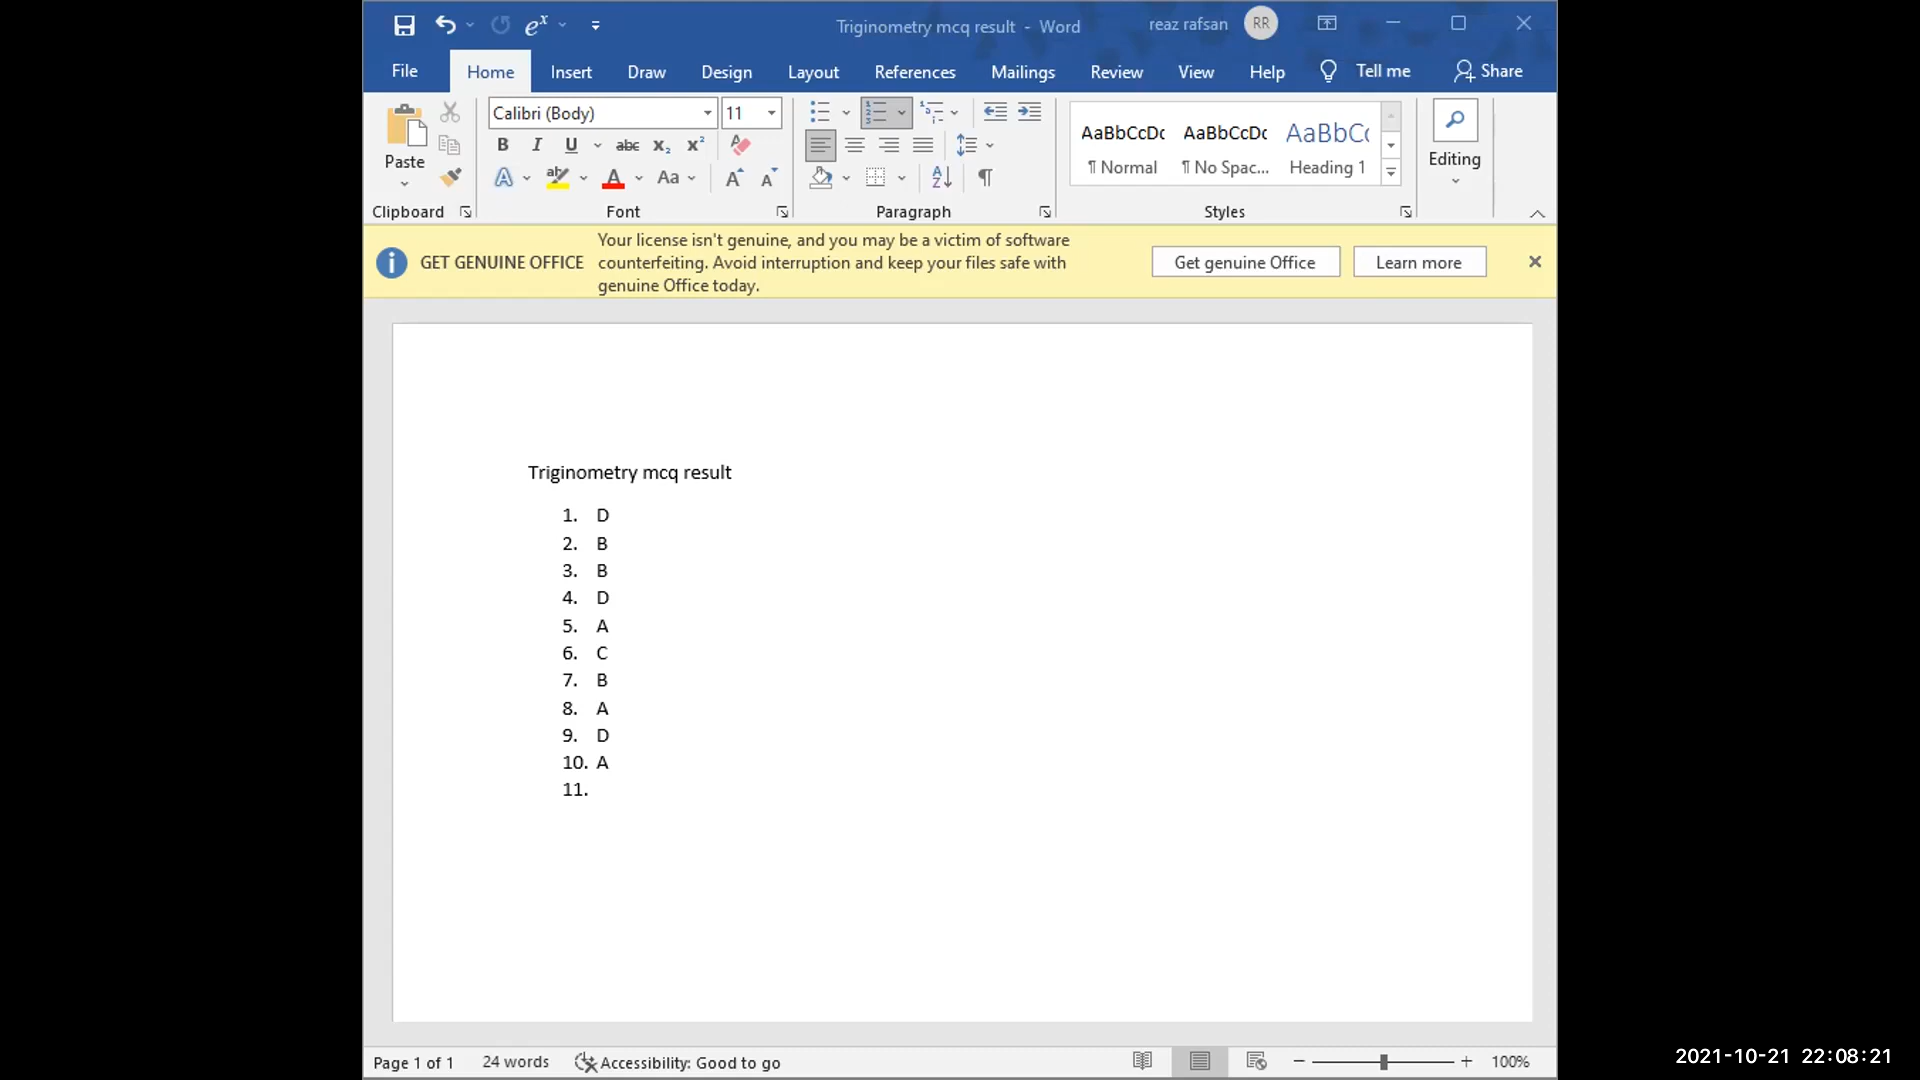 Triginometry mcq result - Word
reaz rafsan
RR
File
Home
Insert
Draw
Design
Layout
References
Mailings
Review
View
Help
Tell me
Share
Paste
Calibri (Body)
11
AaBbCcDc
¶ Normal
AaBbCcDc
¶ No Spac...
AaBbCc
Heading 1
Editing
Clipboard
Font
Paragraph
Styles
GET GENUINE OFFICE
Your license isn't genuine, and you may be a victim of software
counterfeiting. Avoid interruption and keep your files safe with
genuine Office today.
Get genuine Office
Learn more
Triginometry mcq result
1. D
2. B
3. B
4. D
5. A
6. C
7. B
8. A
9. D
10. A
11.
Page 1 of 1
24 words
Accessibility: Good to go
100%
2021-10-21 22:08:21